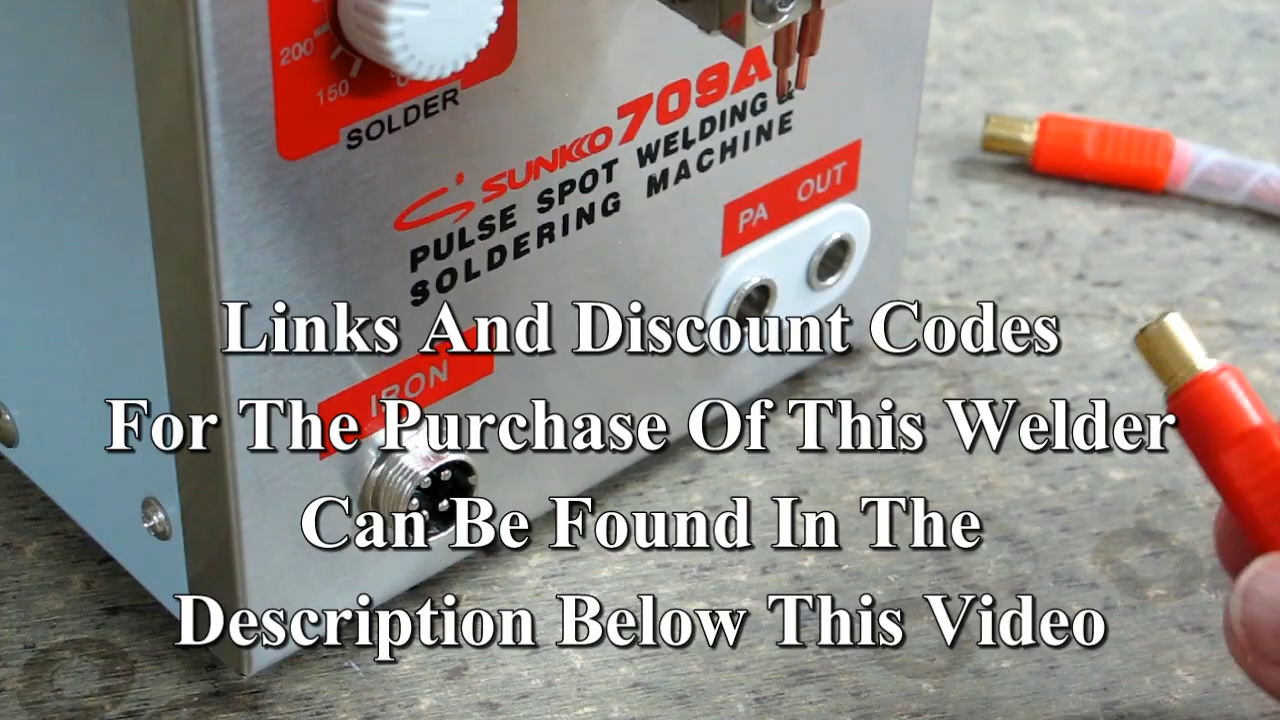 200
150
SOLDER
SUNKKO 709A
PULSE SPOT WELDING &
SOLDERING MACHINE
PA OUT
IRON
Links And Discount Codes
For The Purchase Of This Welder
Can Be Found In The
Description Below This Video